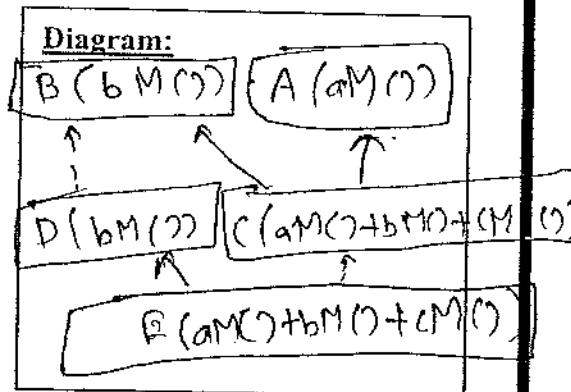 Diagram:
B (bM()) A (aM())
D (bM()) C (aM()+bM()+cM())
E (aM()+bM()+cM()